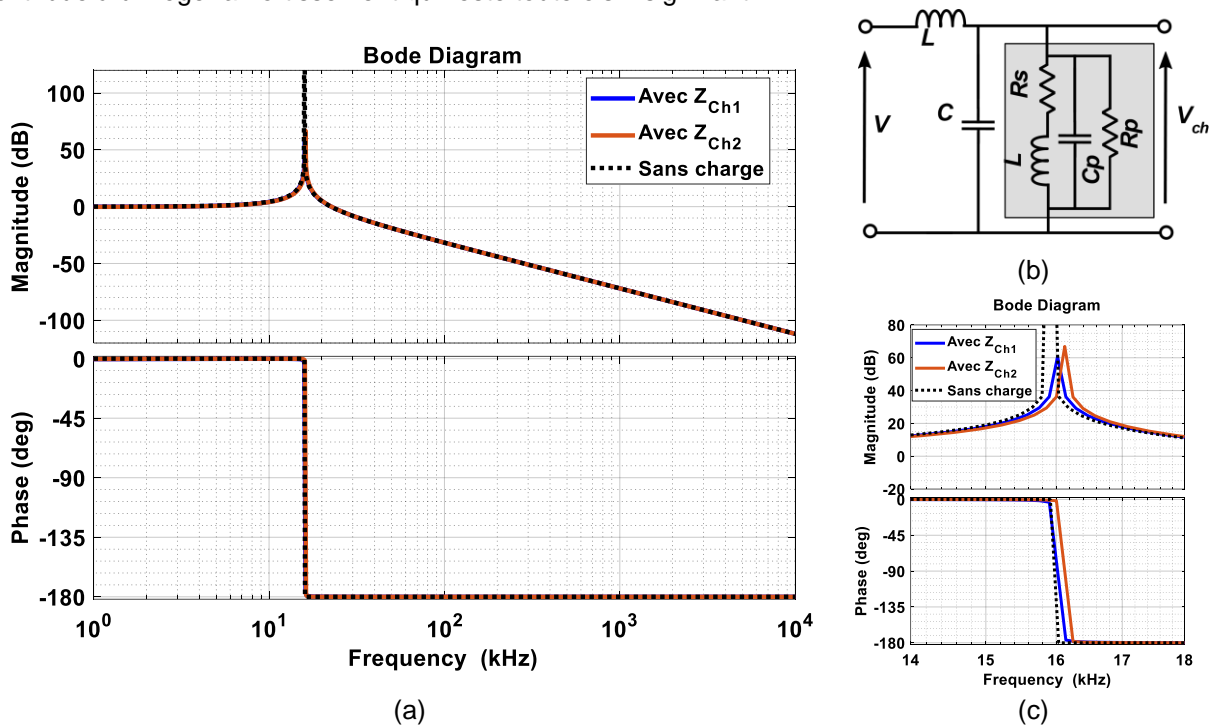 Bode Diagram
Magnitude (dB)
100
50
0
-50
-100
Avec Z_Ch1
Avec Z_Ch2
Sans charge
Phase (deg)
0
-45
-90
-135
-180
10^0
10^1
10^2
10^3
10^4
Frequency (kHz)
(a)
L
V
C
Rs
L
Cp
Rp
V_ch
(b)
Bode Diagram
Magnitude (dB)
80
60
40
20
0
-20
Avec Z_Ch1
Avec Z_Ch2
Sans charge
Phase (deg)
0
-45
-90
-135
-180
14
15
16
17
18
Frequency (kHz)
(c)